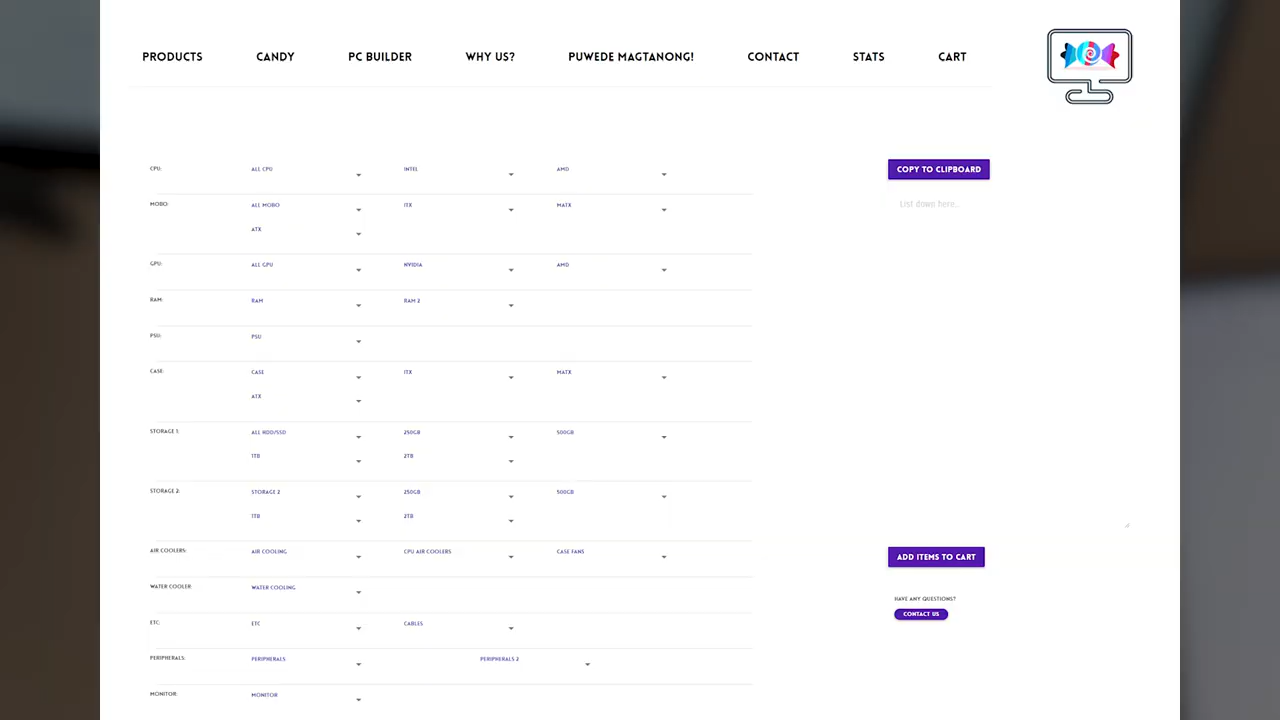 PRODUCTS CANDY PC BUILDER WHY US? PUWEDE MAGTANONG! CONTACT STATS CART
CPU: ALL CPU INTEL AMD
COPY TO CLIPBOARD
MOBO: ALL MOBO ITX MATX
List down here...
ATX
GPU: ALL GPU NVIDIA AMD
RAM: RAM RAM 2
PSU: PSU
CASE: CASE ITX MATX
ATX
STORAGE 1: ALL HDD/SSD 250GB 500GB
1TB 2TB
STORAGE 2: STORAGE 2 250GB 500GB
1TB 2TB
AIR COOLERS: AIR COOLING CPU AIR COOLERS CASE FANS
ADD ITEMS TO CART
WATER COOLER: WATER COOLING
HAVE ANY QUESTIONS?
CONTACT US
ETC: ETC CABLES
PERIPHERALS: PERIPHERALS PERIPHERALS 2
MONITOR: MONITOR